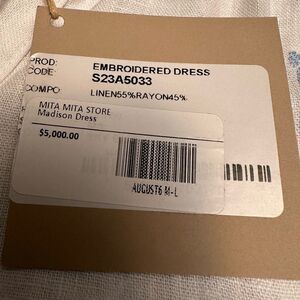 PROD: EMBROIDERED DRESS
CODE: S23A5033
COMPO LINEN55%RAYON45%
MITA MITA STORE
Madison Dress
$5,000.00
AUGUST6 M-L